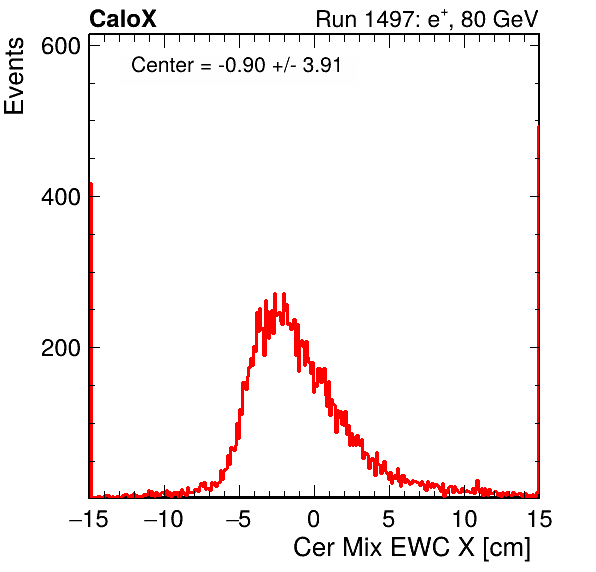 CaloX Run 1497: e⁺, 80 GeV
Center = -0.90 +/- 3.91
Events
600
400
200
−15 −10 −5 0 5 10 15
Cer Mix EWC X [cm]